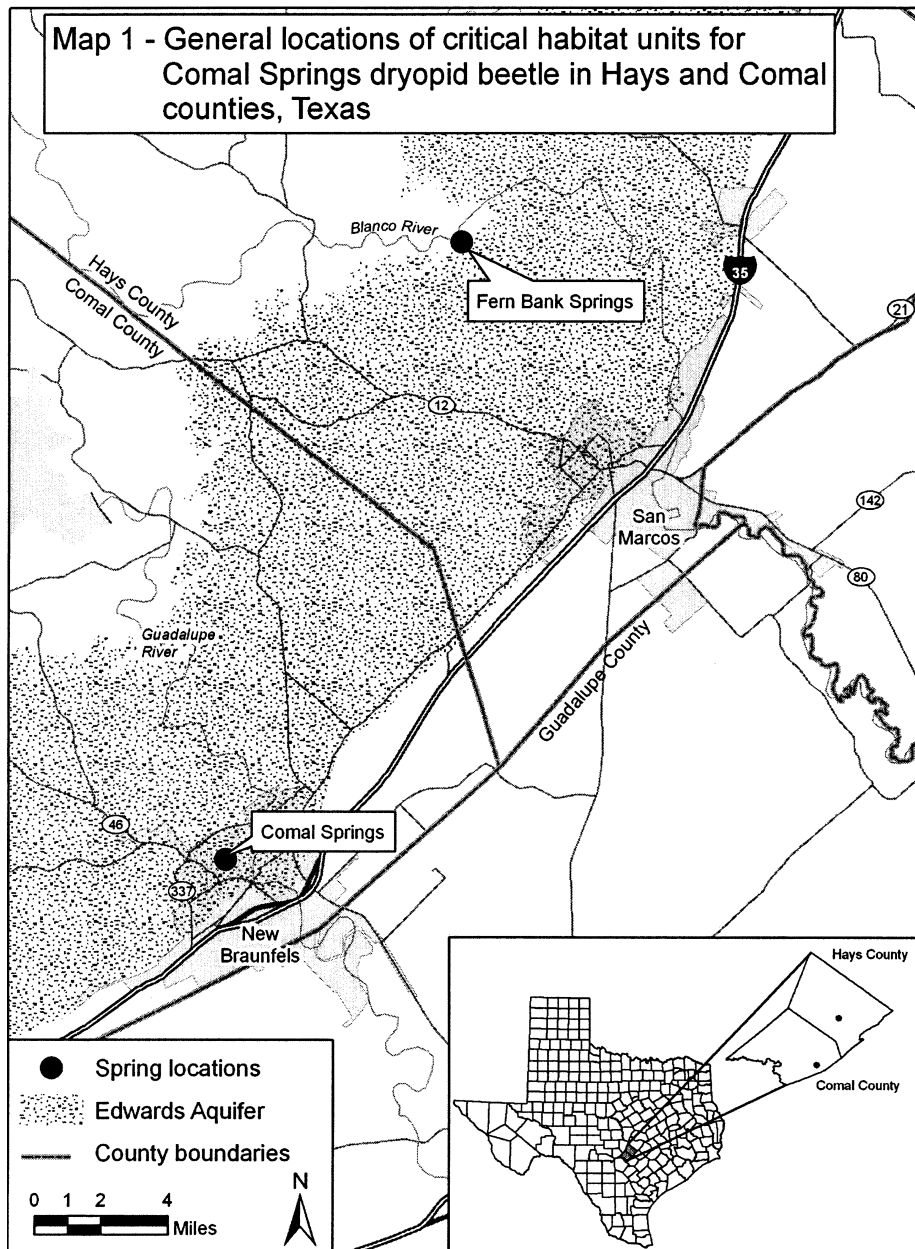 Map 1 - General locations of critical habitat units for
Comal Springs dryopid beetle in Hays and Comal
counties, Texas
Blanco River
Hays County
Comal County
Fern Bank Springs
35
21
12
San
Marcos
142
80
Guadalupe
River
Guadalupe County
46
Comal Springs
337
New
Braunfels
Spring locations
Edwards Aquifer
County boundaries
N
0 1 2 4
Miles
Hays County
Comal County